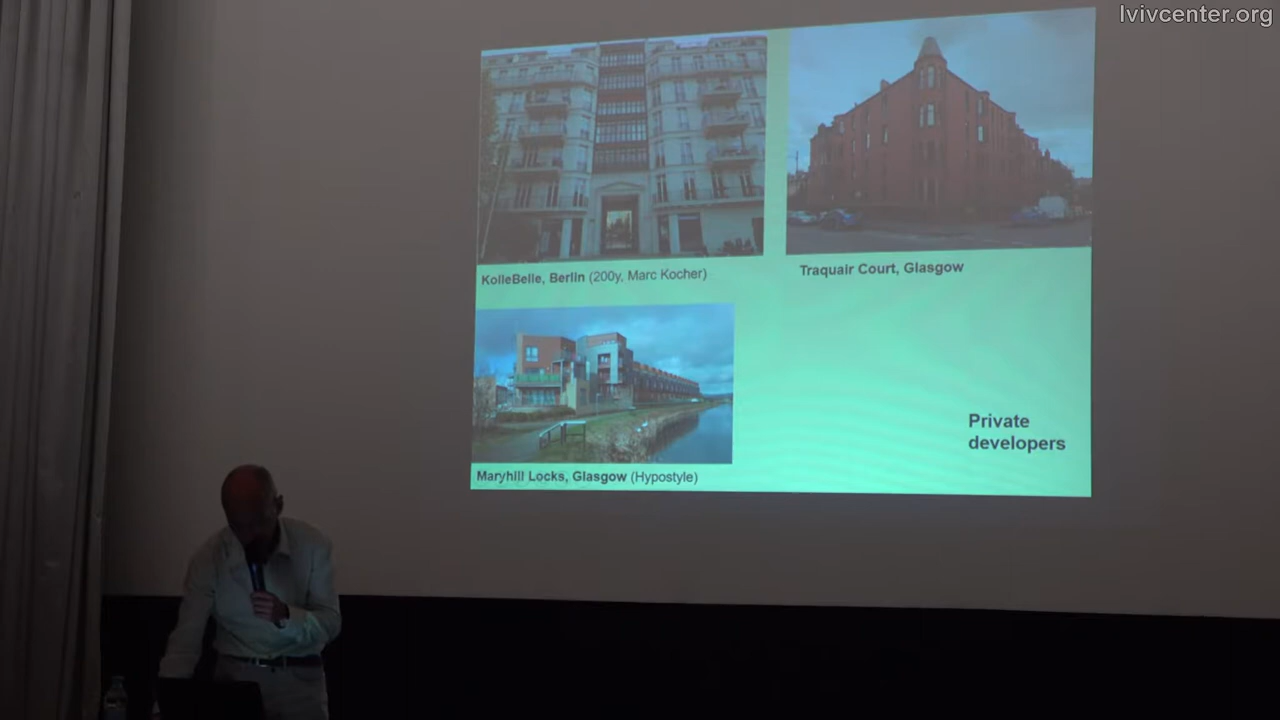 lvivcenter.org
KolleBelle, Berlin (200y, Marc Kocher)
Traquair Court, Glasgow
Maryhill Locks, Glasgow (Hypostyle)
Private
developers